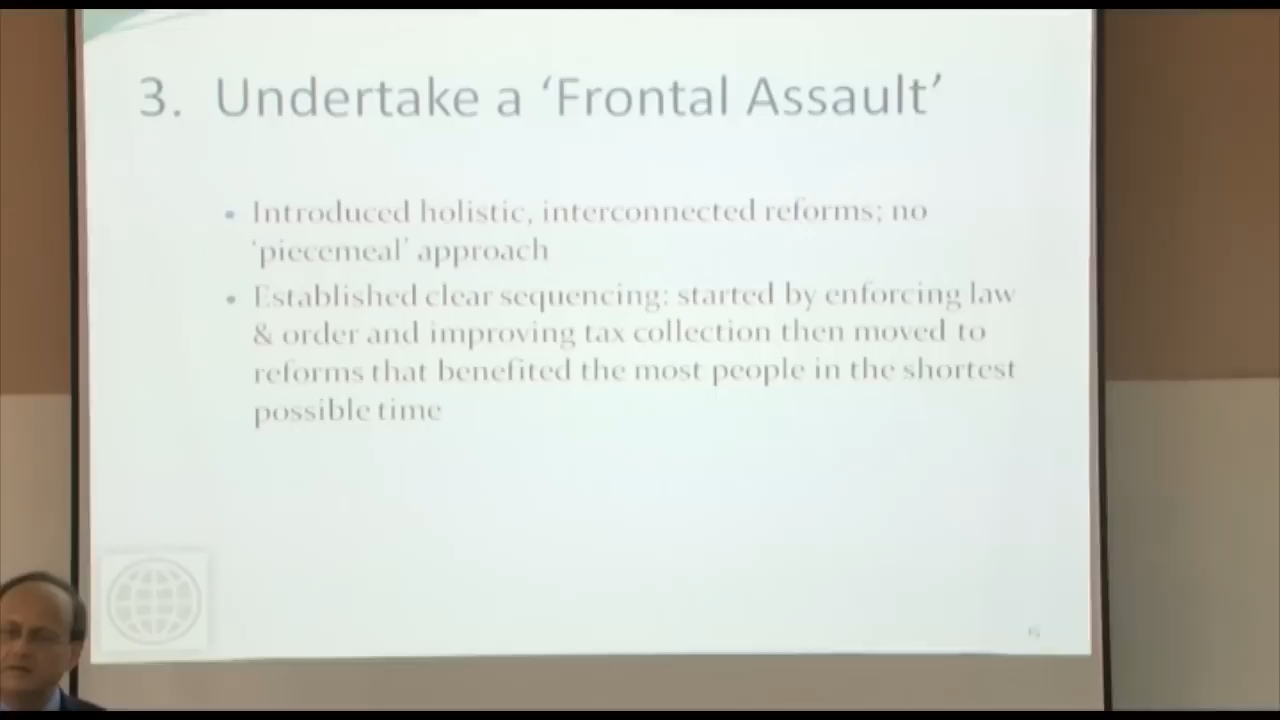 3. Undertake a ‘Frontal Assault’
• Introduced holistic, interconnected reforms; no
‘piecemeal’ approach
• Established clear sequencing: started by enforcing law
& order and improving tax collection then moved to
reforms that benefited the most people in the shortest
possible time